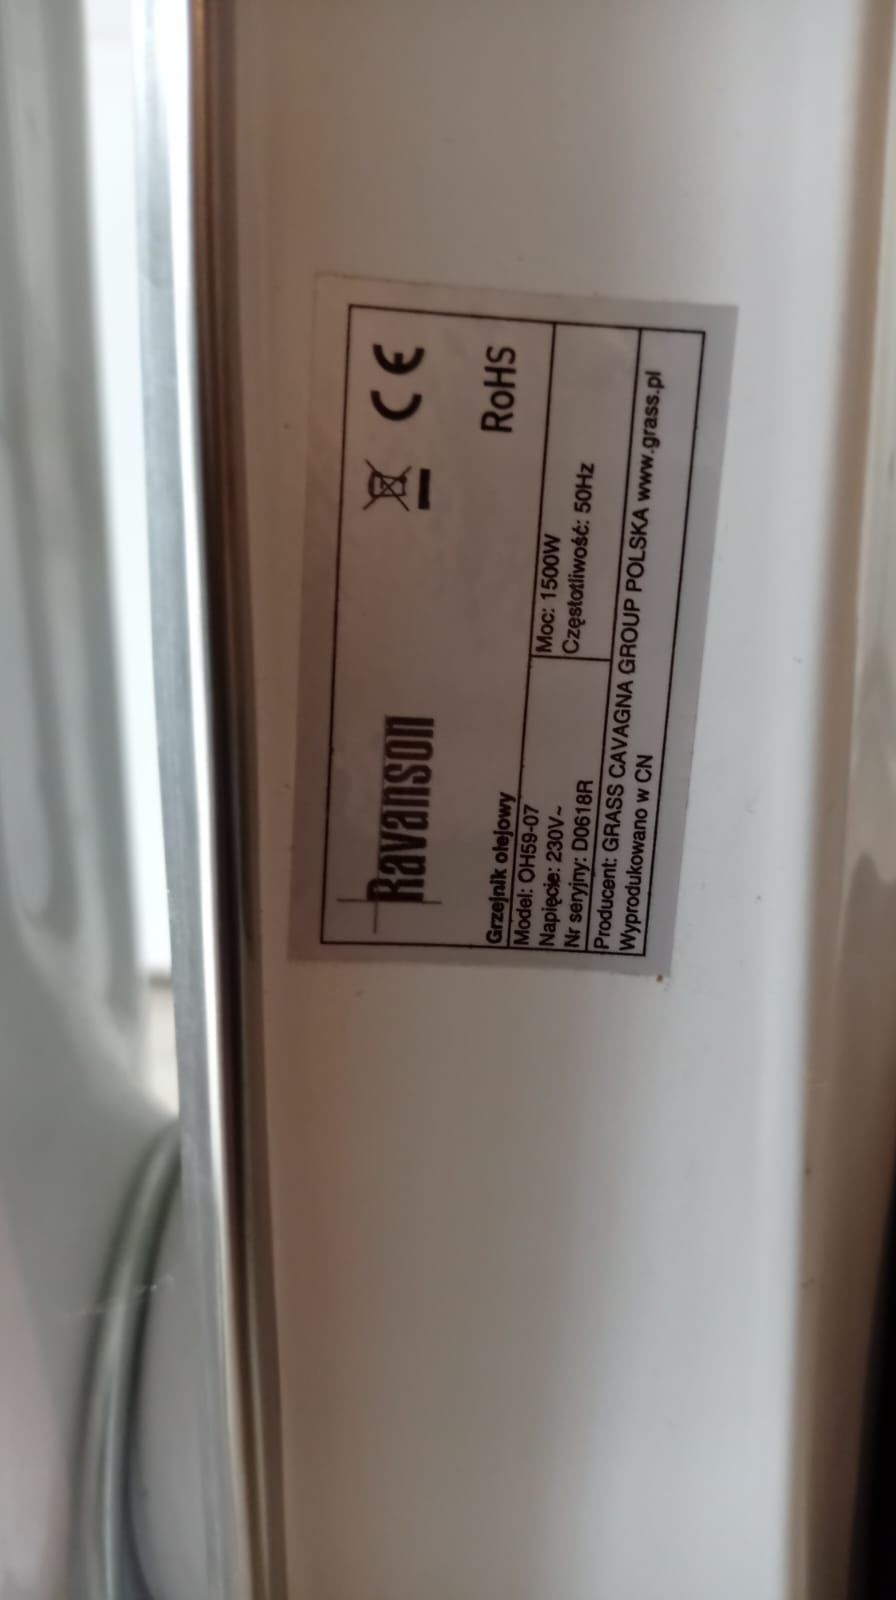 Ravanson
CE
Grzejnik olejowy
RoHS
Model: OH59-07
Napięcie: 230V~
Nr seryjny: D0618R
Moc: 1500W
Częstotliwość: 50Hz
Producent: GRASS CAVAGNA GROUP POLSKA www.grass.pl
Wyprodukowano w CN